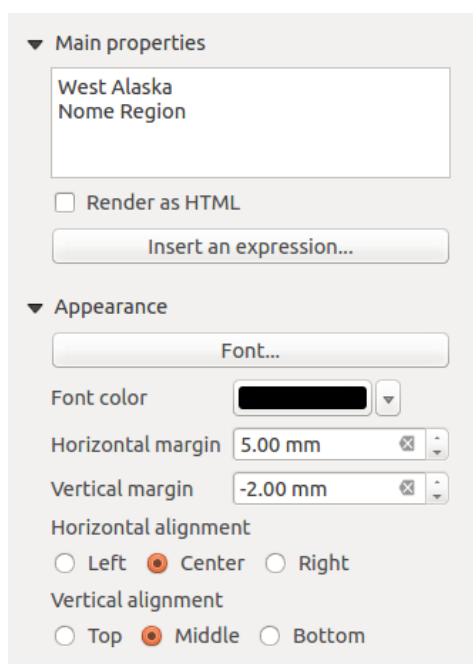 Main properties
West Alaska
Nome Region
Render as HTML
Insert an expression...
Appearance
Font...
Font color
Horizontal margin 5.00 mm
Vertical margin -2.00 mm
Horizontal alignment
Left Center Right
Vertical alignment
Top Middle Bottom